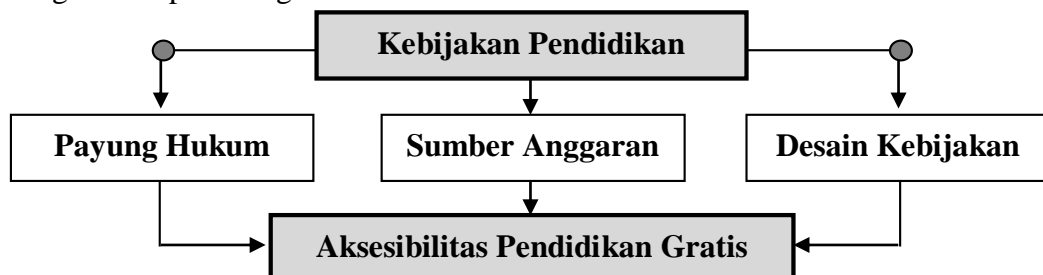 Kebijakan Pendidikan
Payung Hukum
Sumber Anggaran
Desain Kebijakan
Aksesibilitas Pendidikan Gratis